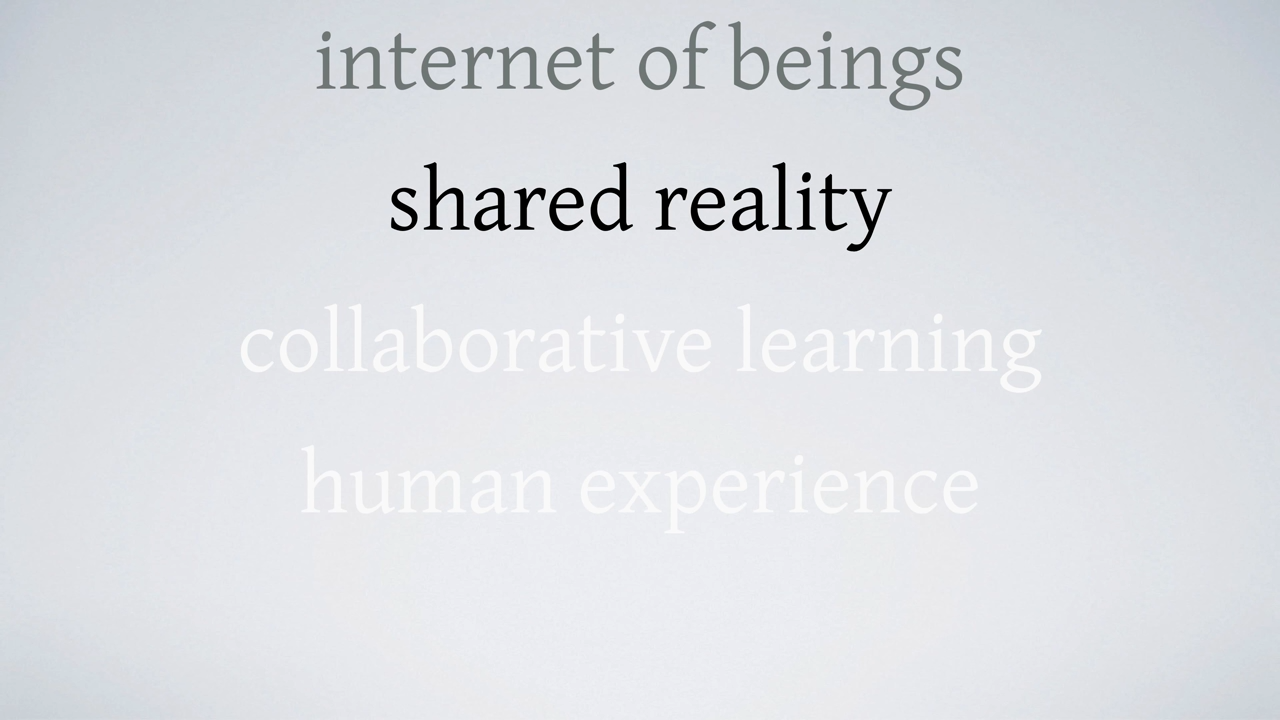 internet of beings
shared reality
collaborative learning
human experience